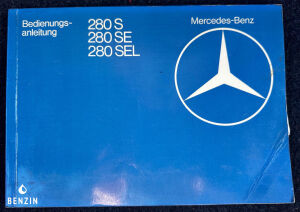 Bedienungs-
anleitung
280 S
280 SE
280 SEL
Mercedes-Benz
BENZIN